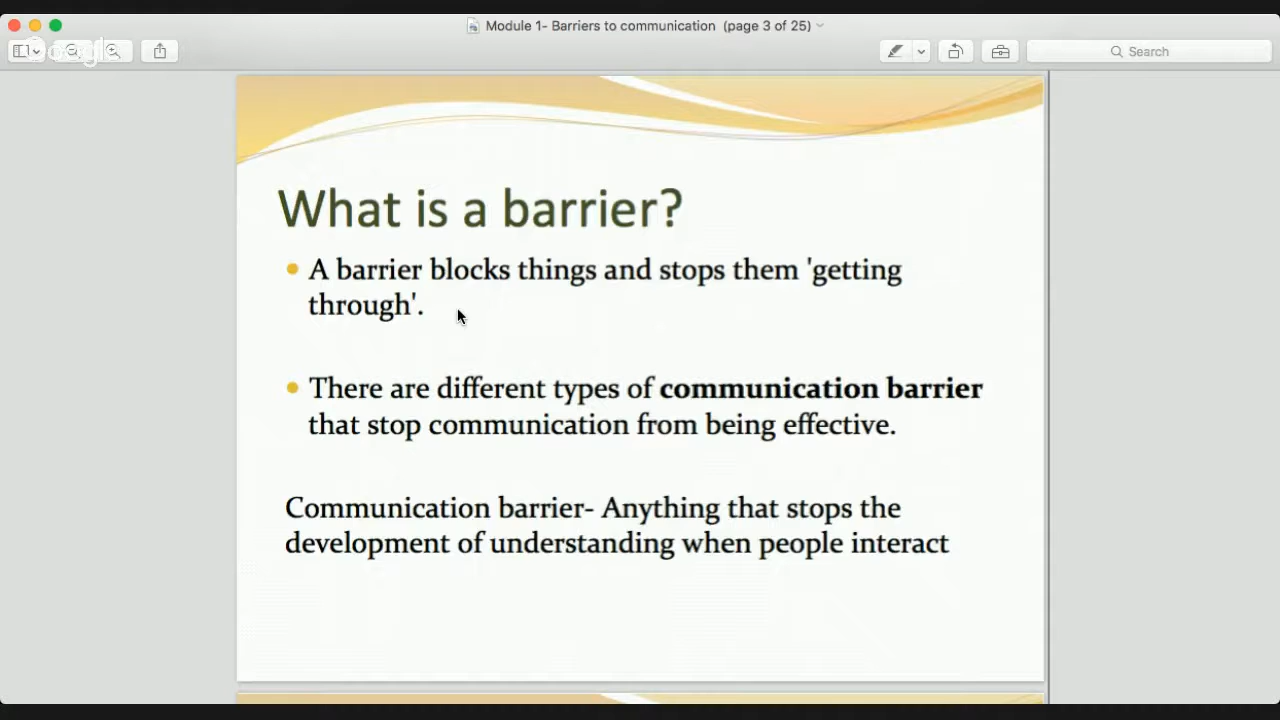 Module 1- Barriers to communication (page 3 of 25)
Google
Search
What is a barrier?
• A barrier blocks things and stops them 'getting
through'.
• There are different types of communication barrier
that stop communication from being effective.
Communication barrier- Anything that stops the
development of understanding when people interact